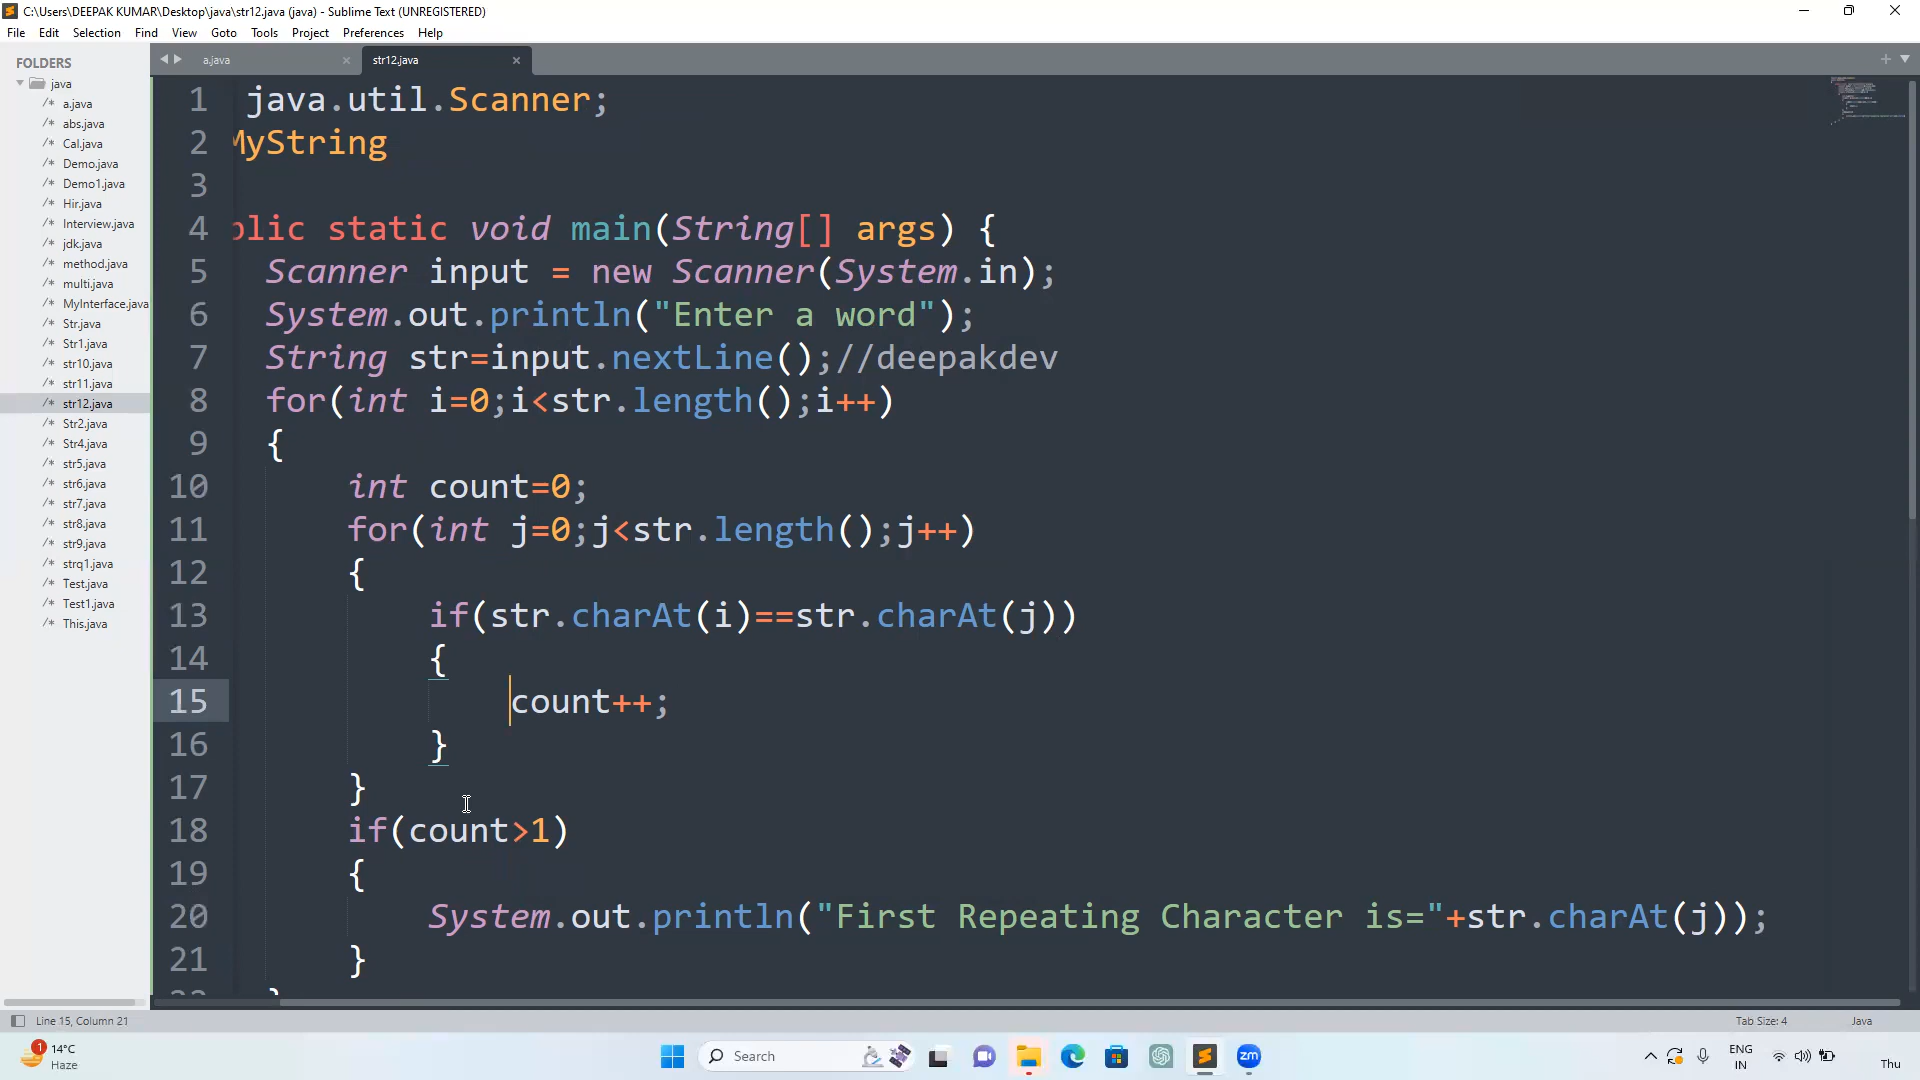 C:\Users\DEEPAK KUMAR\Desktop\java\str12.java (java) - Sublime Text (UNREGISTERED)
File Edit Selection Find View Goto Tools Project Preferences Help
FOLDERS
java
a.java
abs.java
Cal.java
Demo.java
Demo1.java
Hir.java
Interview.java
jdk.java
method.java
multi.java
MyInterface.java
Str.java
Str1.java
str10.java
str11.java
str12.java
Str2.java
Str4.java
str5.java
str6.java
str7.java
str8.java
str9.java
strq1.java
Test.java
Test1.java
This.java
a.java
str12.java
1 java.util.Scanner;
2 MyString
3
4 blic static void main(String[] args) {
5 Scanner input = new Scanner(System.in);
6 System.out.println("Enter a word");
7 String str=input.nextLine();//deepakdev
8 for(int i=0;i<str.length();i++)
9 {
10 int count=0;
11 for(int j=0;j<str.length();j++)
12 {
13 if(str.charAt(i)==str.charAt(j))
14 {
15 count++;
16 }
17 }
18 if(count>1)
19 {
20 System.out.println("First Repeating Character is="+str.charAt(j));
21 }
Line 15, Column 21
Tab Size: 4
Java
1
14°C
Haze
Search
zm
ENG
IN
Thu